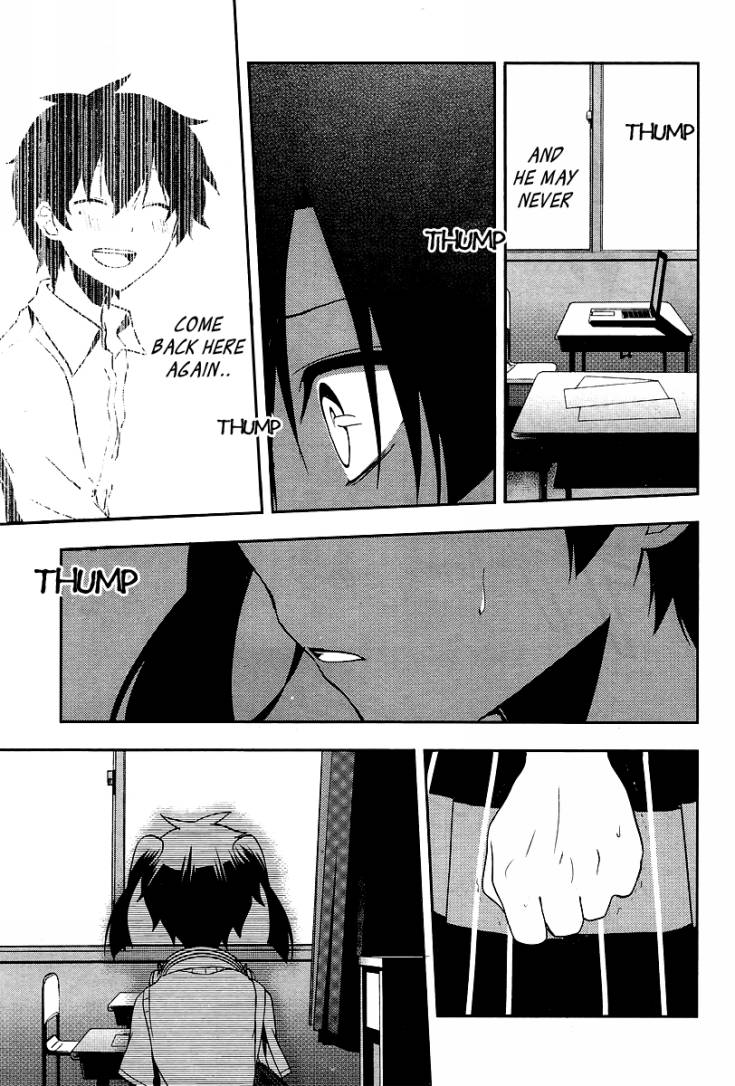 THUMP
AND
HE MAY
NEVER
THUMP
COME
BACK HERE
AGAIN..
THUMP
THUMP